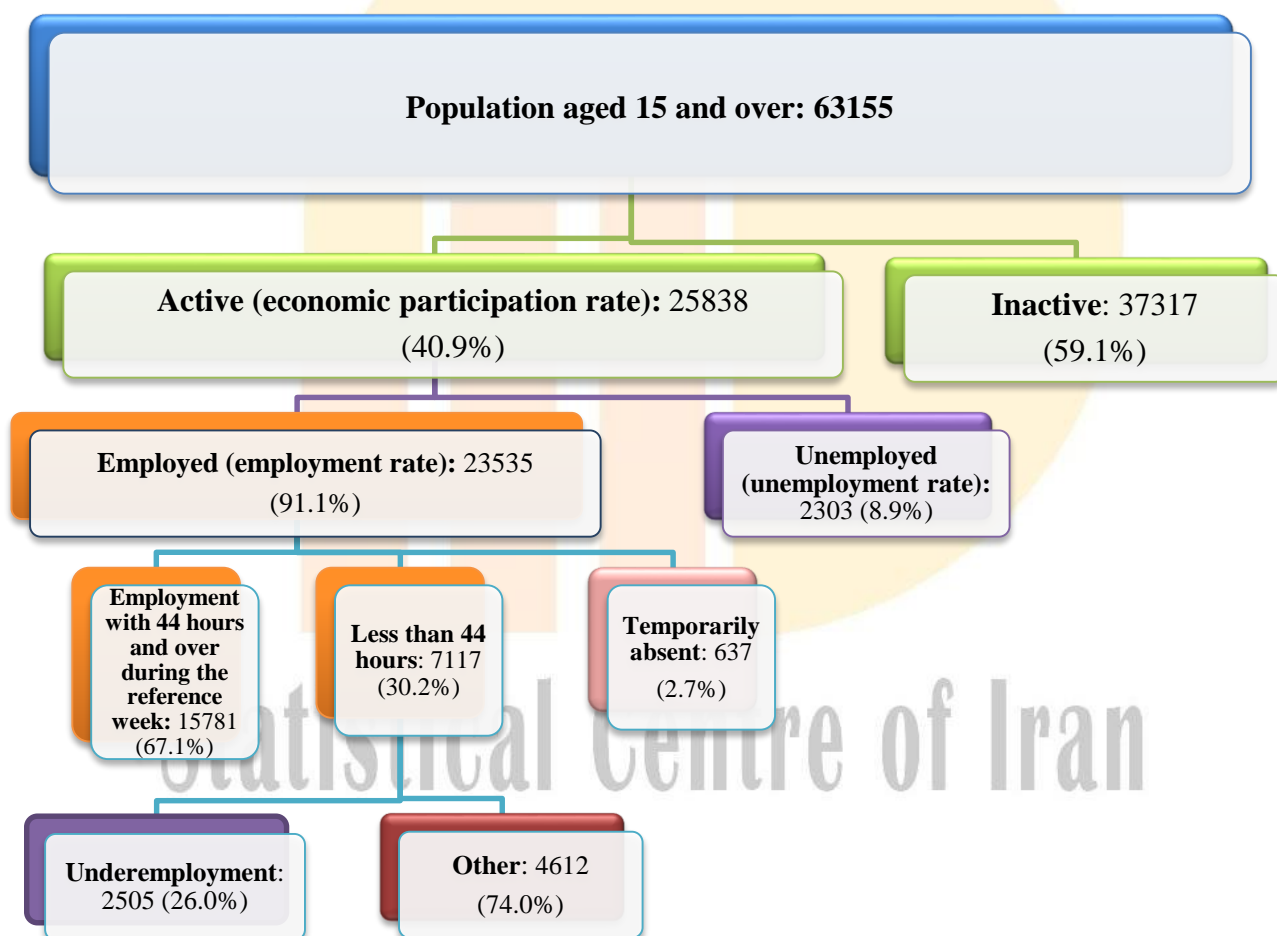 Population aged 15 and over: 63155
Active (economic participation rate): 25838
(40.9%)
Inactive: 37317
(59.1%)
Employed (employment rate): 23535
(91.1%)
Unemployed
(unemployment rate):
2303 (8.9%)
Employment
with 44 hours
and over
during the
reference
week: 15781
(67.1%)
Less than 44
hours: 7117
(30.2%)
Temporarily
absent: 637
(2.7%)
Statistical Centre of Iran
Underemployment:
2505 (26.0%)
Other: 4612
(74.0%)